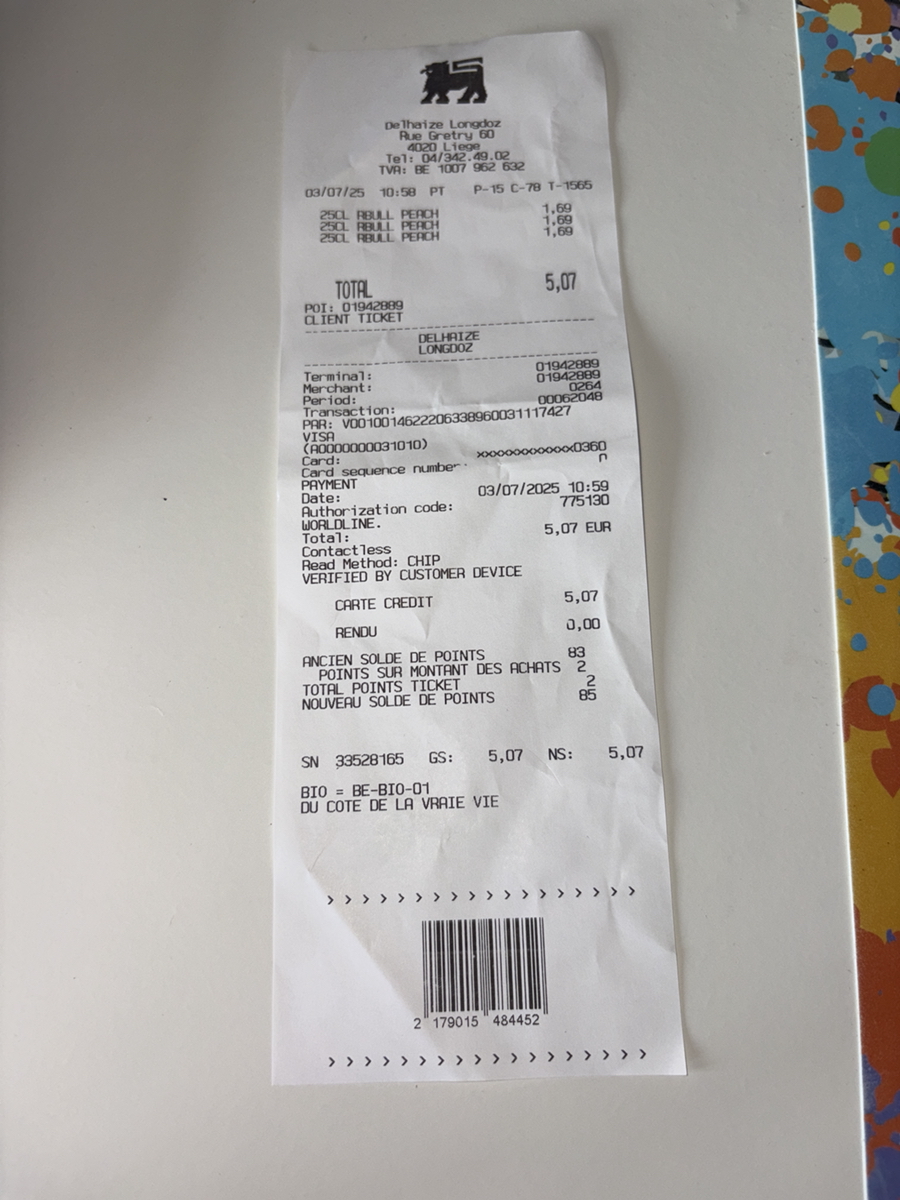 Delhaize Longdoz
Rue Gretry 60
4020 Liege
Tel: 04/342.49.02
TVA: BE 1007 962 632
03/07/25 10:58 PT P-15 C-78 T-1565
25CL RBULL PEACH 1,69
25CL RBULL PEACH 1,69
25CL RBULL PEACH 1,69
TOTAL 5,07
POI: 01942889
CLIENT TICKET
DELHAIZE
LONGDOZ
Terminal: 01942889
Merchant: 01942889
Period: 0264
Transaction: 00062048
PAR: V0010014622206338960031117427
VISA
(A0000000031010)
Card: xxxxxxxxxxxx0360
Card sequence number:
PAYMENT
Date: 03/07/2025 10:59
Authorization code: 775130
WORLDLINE.
Total: 5,07 EUR
Contactless
Read Method: CHIP
VERIFIED BY CUSTOMER DEVICE
CARTE CREDIT 5,07
RENDU 0,00
ANCIEN SOLDE DE POINTS 83
POINTS SUR MONTANT DES ACHATS 2
TOTAL POINTS TICKET 2
NOUVEAU SOLDE DE POINTS 85
SN 33528165 GS: 5,07 NS: 5,07
BIO = BE-BIO-01
DU COTE DE LA VRAIE VIE
> > > > > > > > > > > > > > > > > >
2 179015 484452
> > > > > > > > > > > > > > > > > >